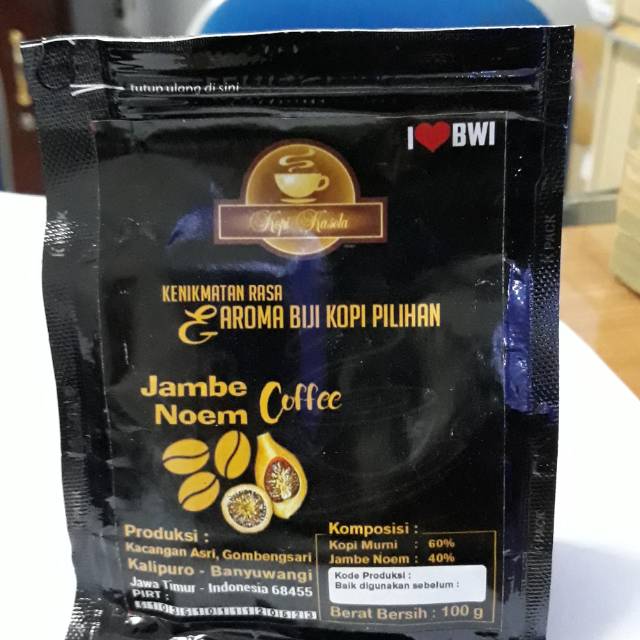 tutup ulang di sini
I BWI
Kopi Kasela
KENIKMATAN RASA
& AROMA BIJI KOPI PILIHAN
Jambe Coffee
Noem
Produksi :
Kacangan Asri, Gombengsari
Kalipuro - Banyuwangi
Jawa Timur - Indonesia 68455
PIRT :
Komposisi :
Kopi Murni : 60%
Jambe Noem : 40%
Kode Produksi :
Baik digunakan sebelum :
Berat Bersih : 100 g